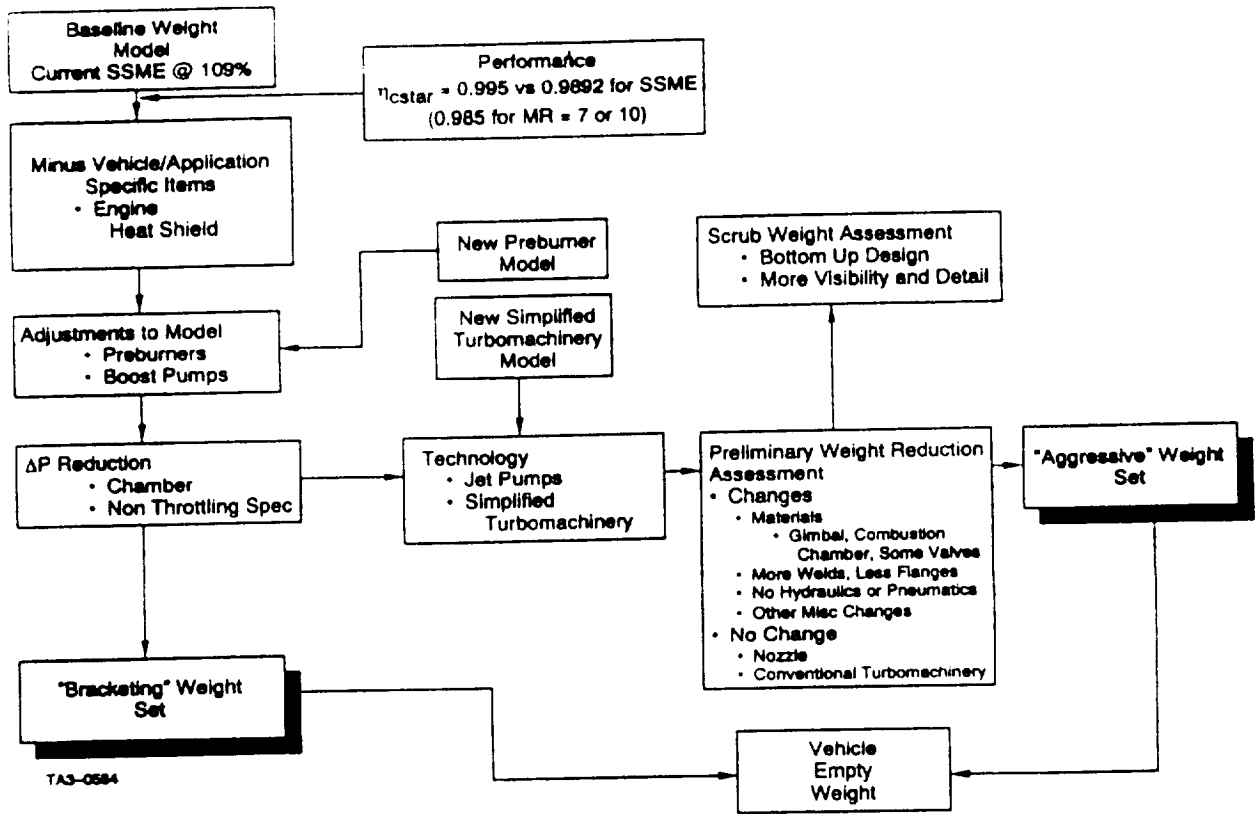 Baseline Weight
Model
Current SSME @ 109%
Performance
ηcstar = 0.995 vs 0.9892 for SSME
(0.985 for MR = 7 or 10)
Minus Vehicle/Application
Specific Items
• Engine
Heat Shield
New Preburner
Model
Scrub Weight Assessment
• Bottom Up Design
• More Visibility and Detail
New Simplified
Turbomachinery
Model
Adjustments to Model
• Preburners
• Boost Pumps
ΔP Reduction
• Chamber
• Non Throttling Spec
Technology
• Jet Pumps
• Simplified
Turbomachinery
Preliminary Weight Reduction
Assessment
• Changes
• Materials
• Gimbal, Combustion
Chamber, Some Valves
• More Welds, Less Flanges
• No Hydraulics or Pneumatics
• Other Misc Changes
• No Change
• Nozzle
• Conventional Turbomachinery
"Aggressive" Weight
Set
"Bracketing" Weight
Set
Vehicle
Empty
Weight
TA3-0584